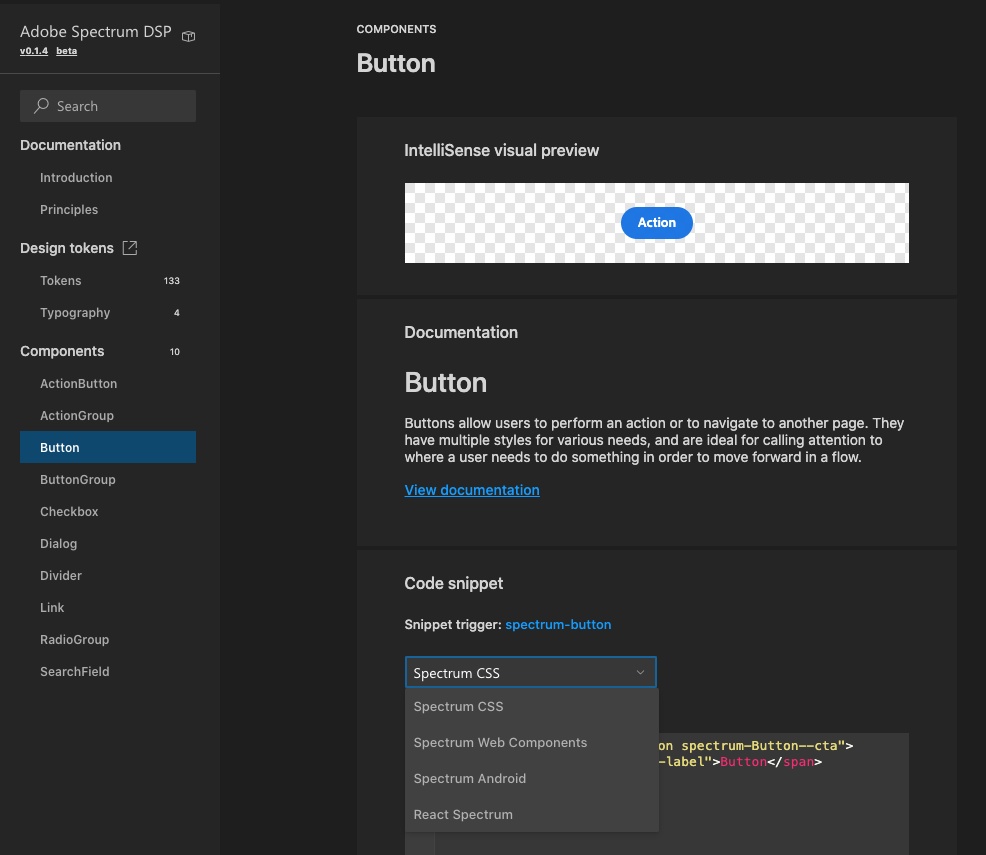 Adobe Spectrum DSP
v0.1.4 beta
Search
Documentation
Introduction
Principles
Design tokens
Tokens 133
Typography 4
Components 10
ActionButton
ActionGroup
Button
ButtonGroup
Checkbox
Dialog
Divider
Link
RadioGroup
SearchField
COMPONENTS
Button
IntelliSense visual preview
Action
Documentation
Button
Buttons allow users to perform an action or to navigate to another page. They
have multiple styles for various needs, and are ideal for calling attention to
where a user needs to do something in order to move forward in a flow.
View documentation
Code snippet
Snippet trigger: spectrum-button
Spectrum CSS
Spectrum CSS
Spectrum Web Components
Spectrum Android
React Spectrum
on spectrum-Button--cta">
-label">Button</span>